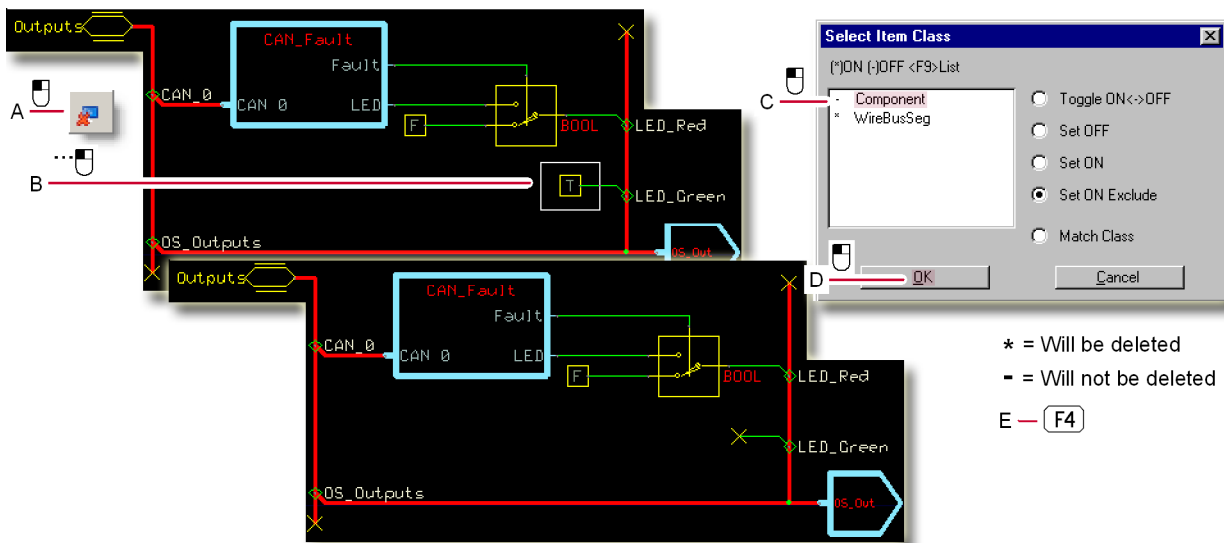 Outputs
CAN_Fault
Fault
CAN_0
CAN 0
LED
F
BOOL
LED_Red
T
LED_Green
OS_Outputs
OS_Out
A
B
Outputs
CAN_Fault
Fault
CAN_0
CAN 0
LED
F
BOOL
LED_Red
LED_Green
OS_Outputs
OS_Out
Select Item Class
(*)ON (-)OFF <F9>List
C
- Component
* WireBusSeg
Toggle ON<->OFF
Set OFF
Set ON
Set ON Exclude
Match Class
D
OK
Cancel
* = Will be deleted
- = Will not be deleted
E
F4